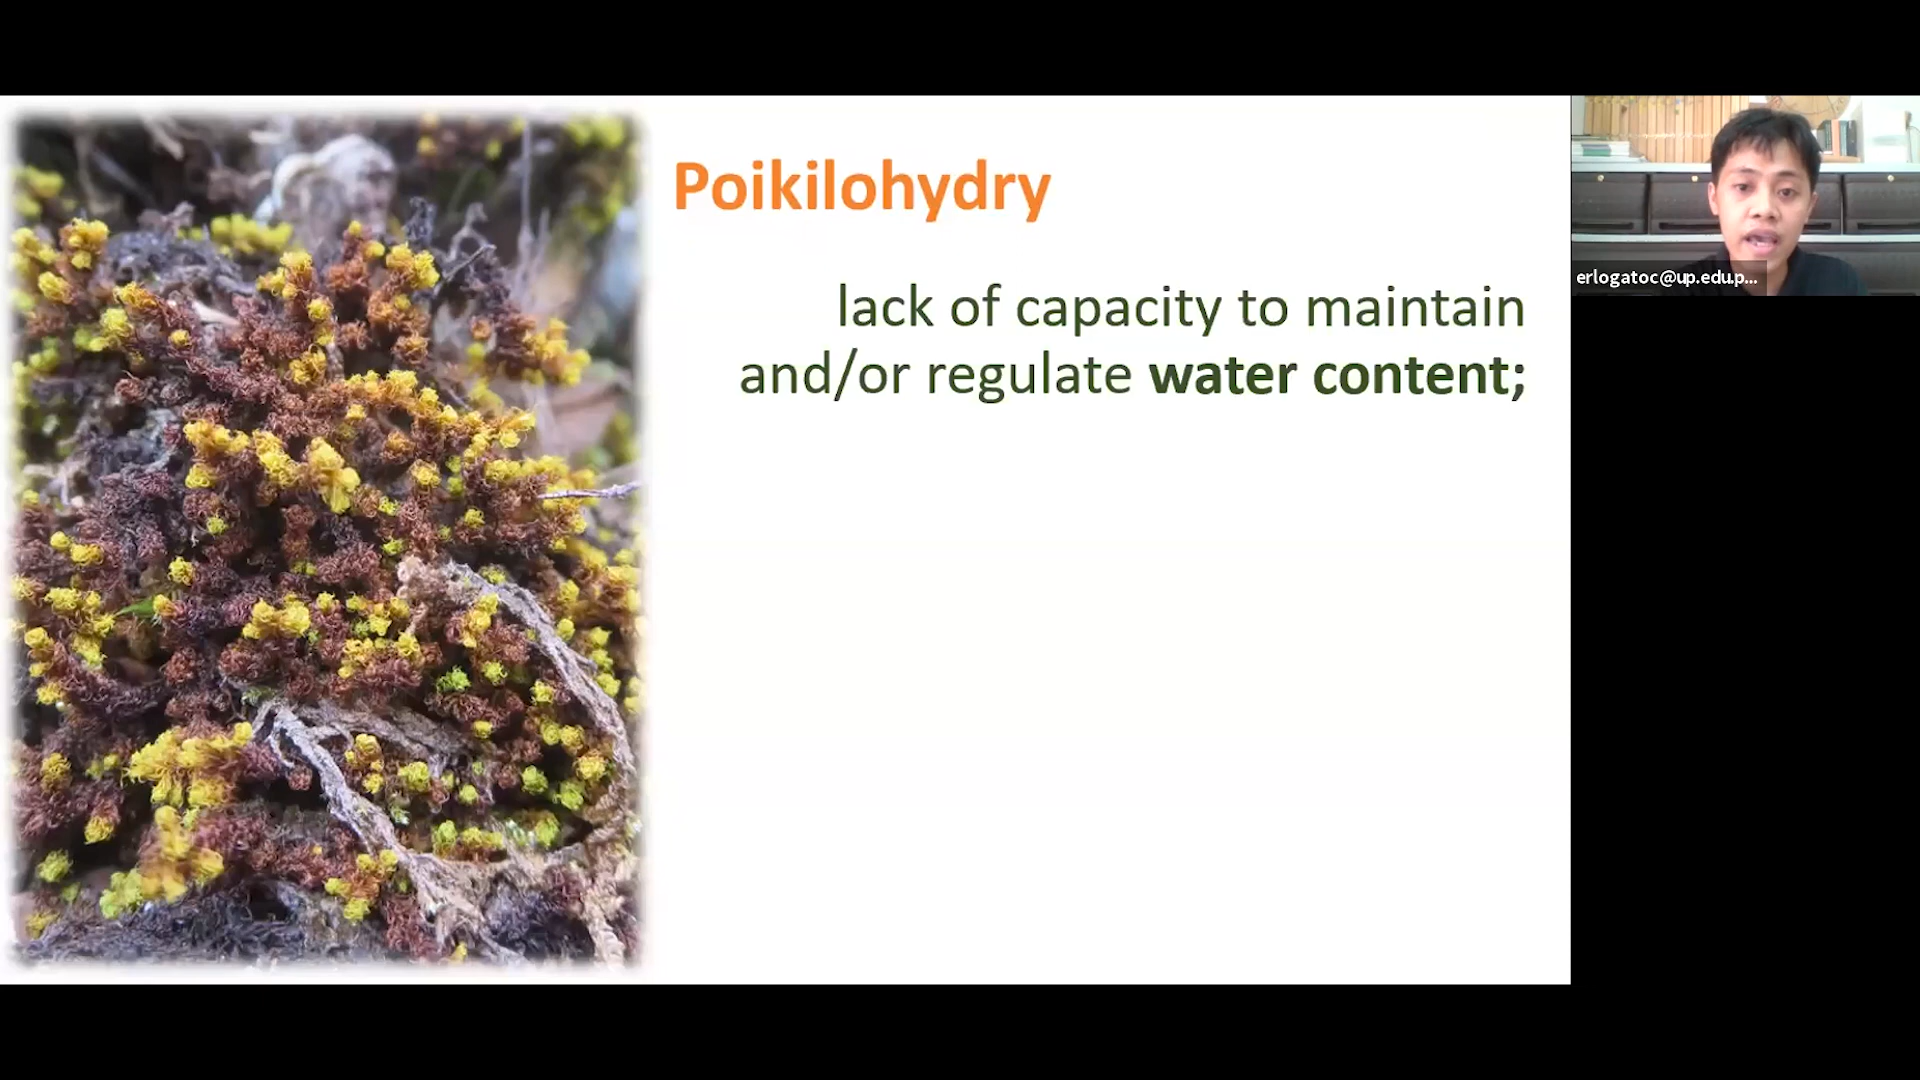 Poikilohydry
lack of capacity to maintain
and/or regulate water content;
erlogatoc@up.edu.p...